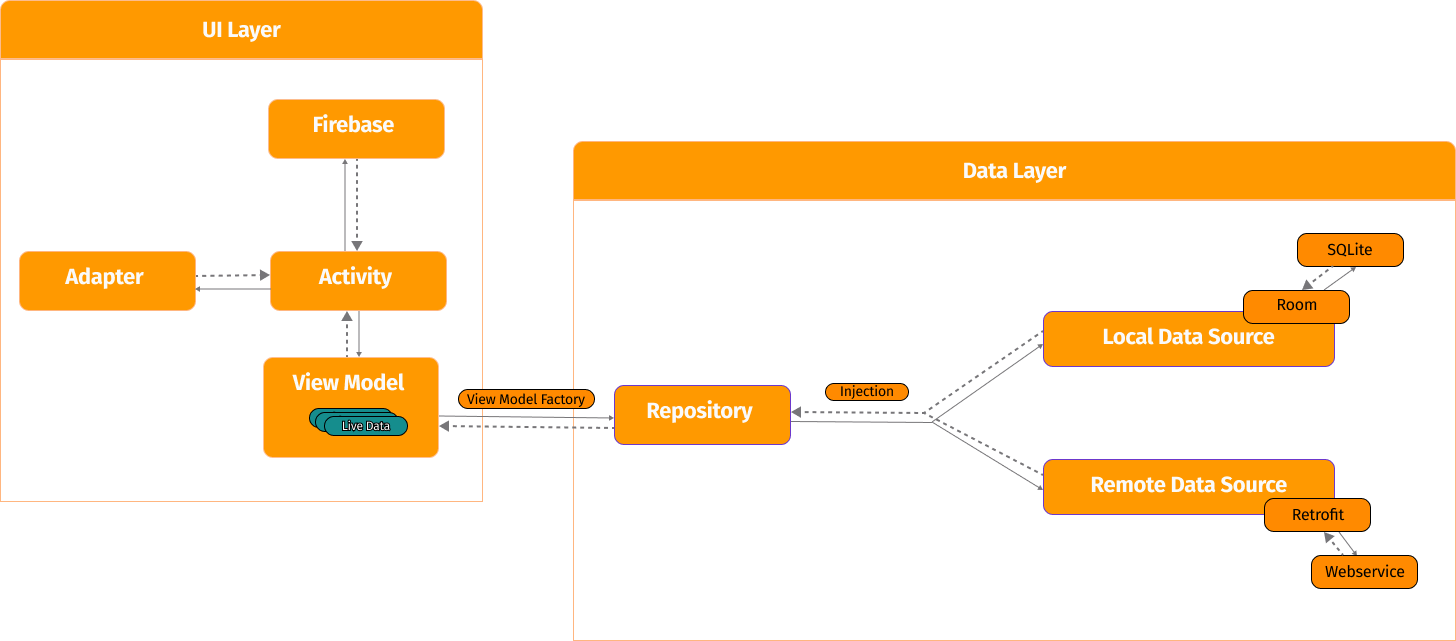 UI Layer
Firebase
Adapter
Activity
View Model
Live Data
View Model Factory
Data Layer
Repository
Injection
SQLite
Room
Local Data Source
Remote Data Source
Retrofit
Webservice